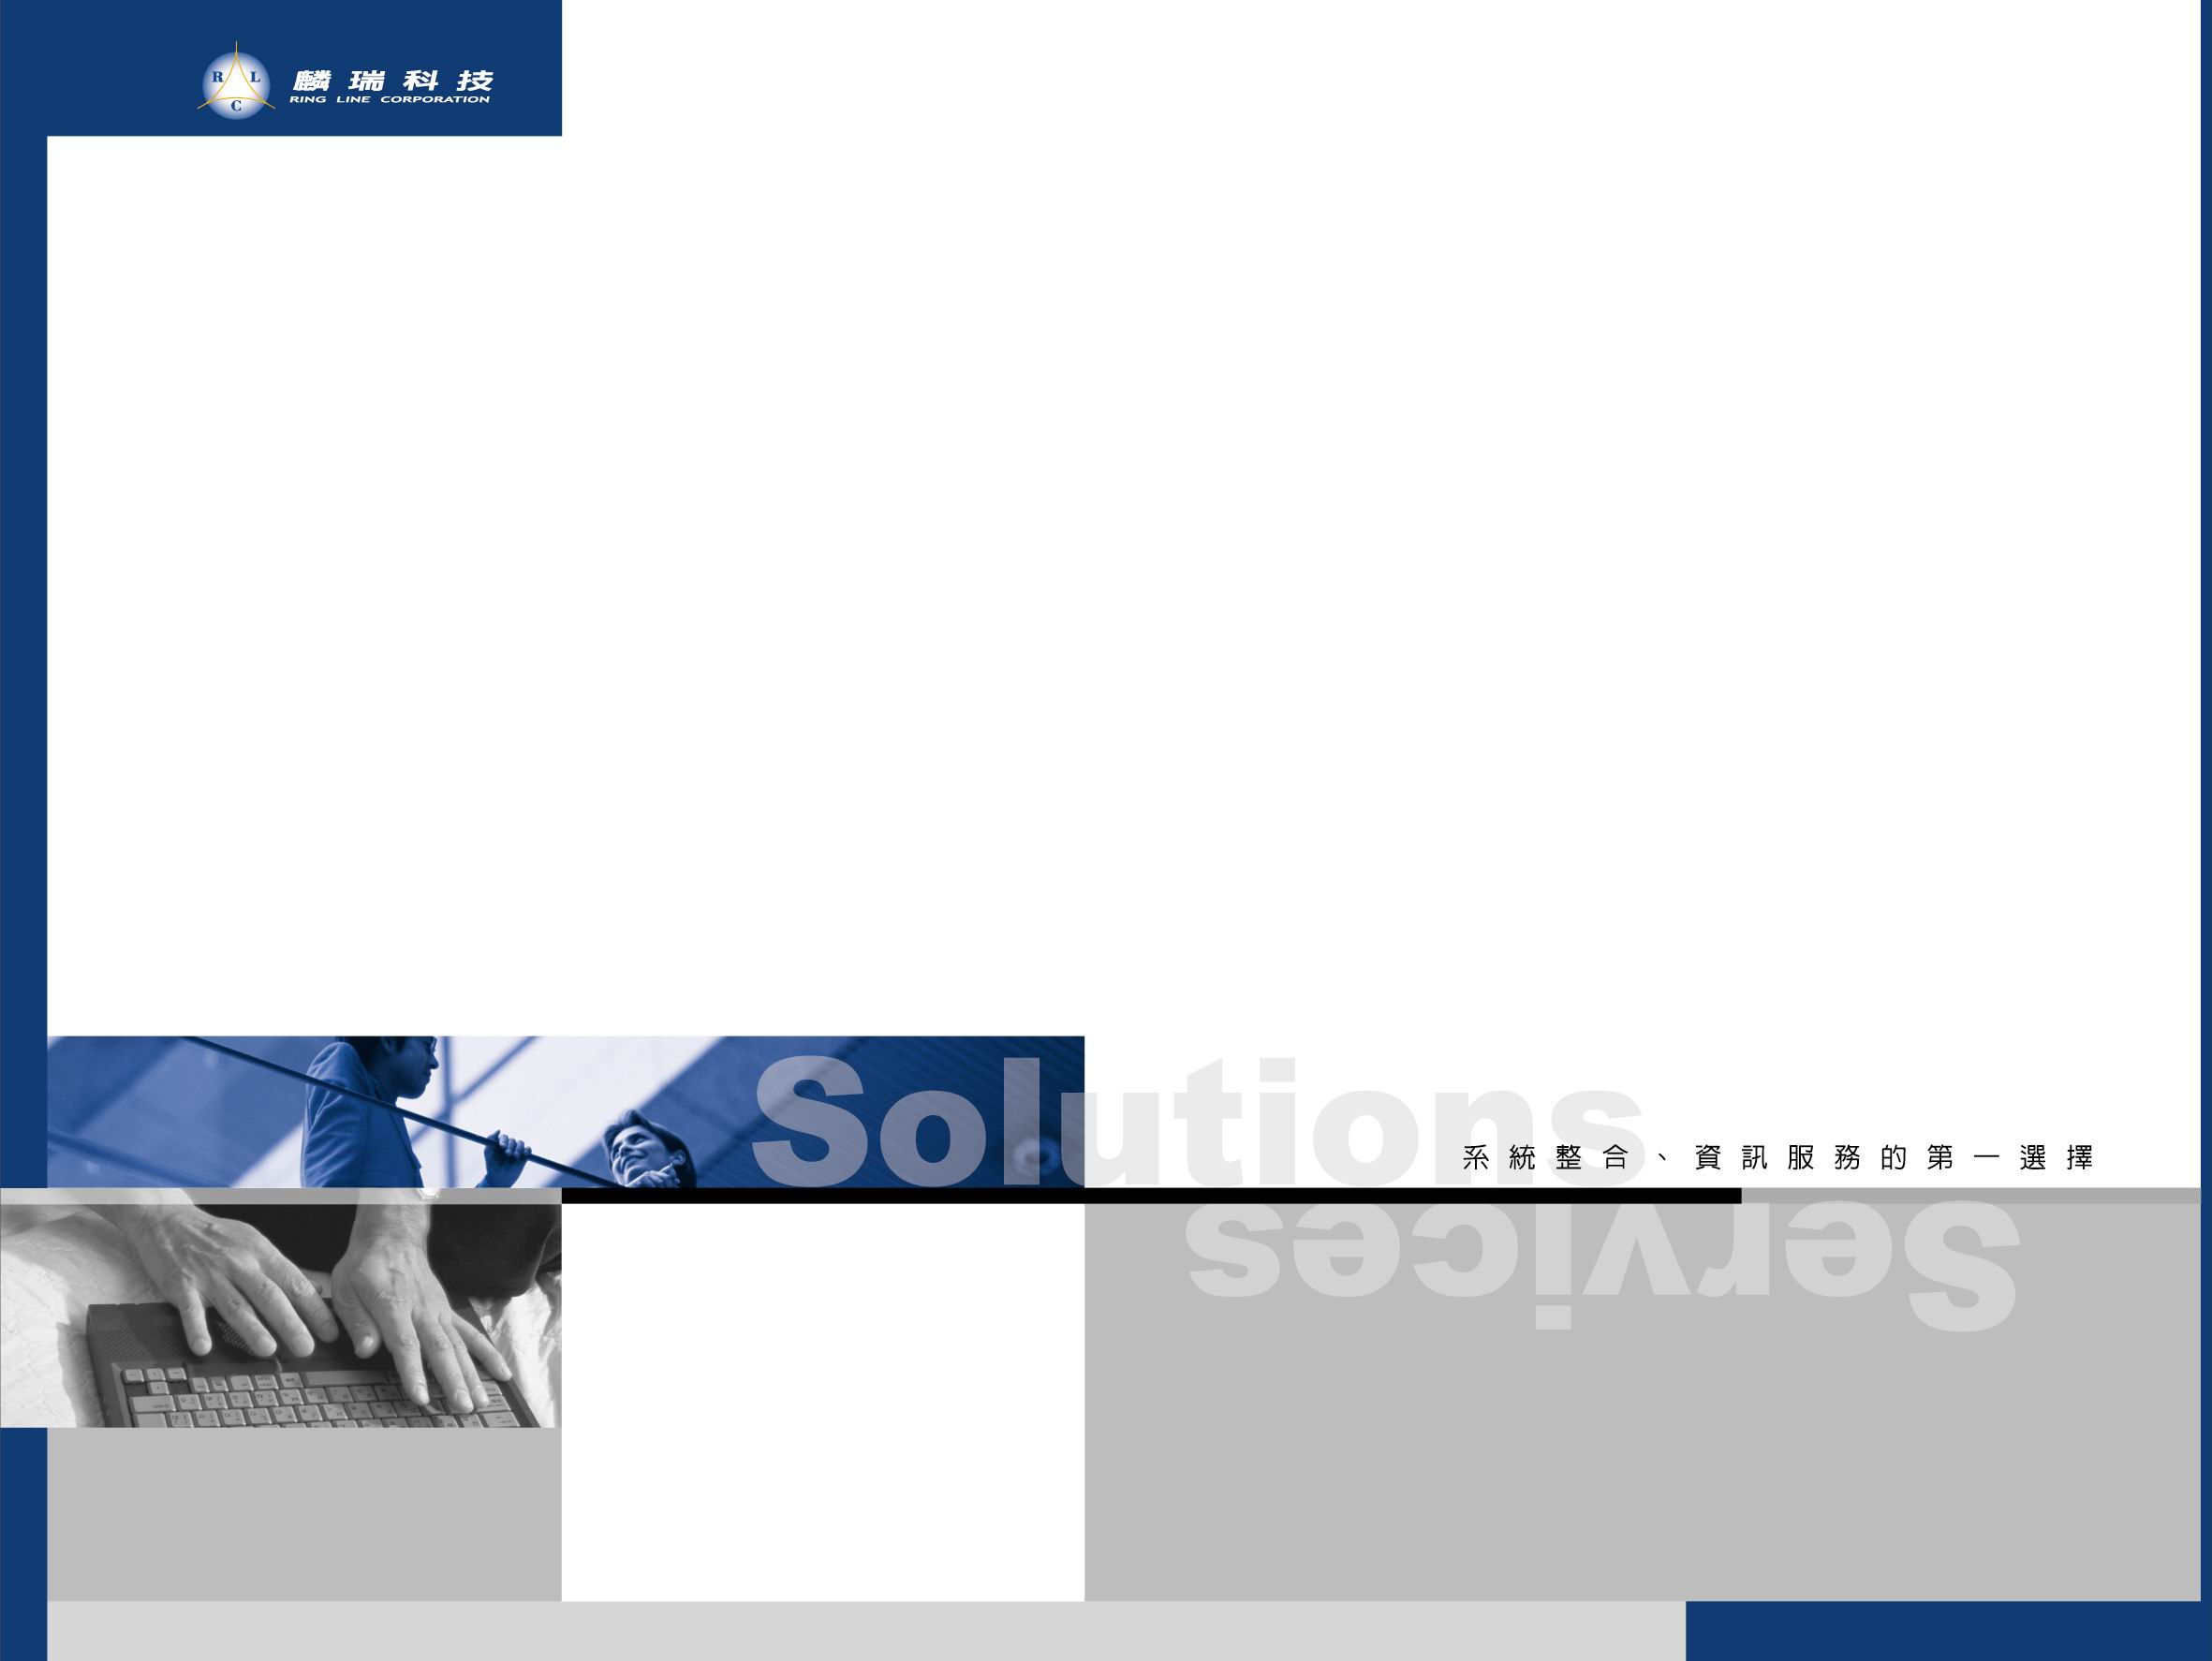 R L
C
麟瑞科技
RING LINE CORPORATION
Solutions
系統整合、資訊服務的第一選擇
Services